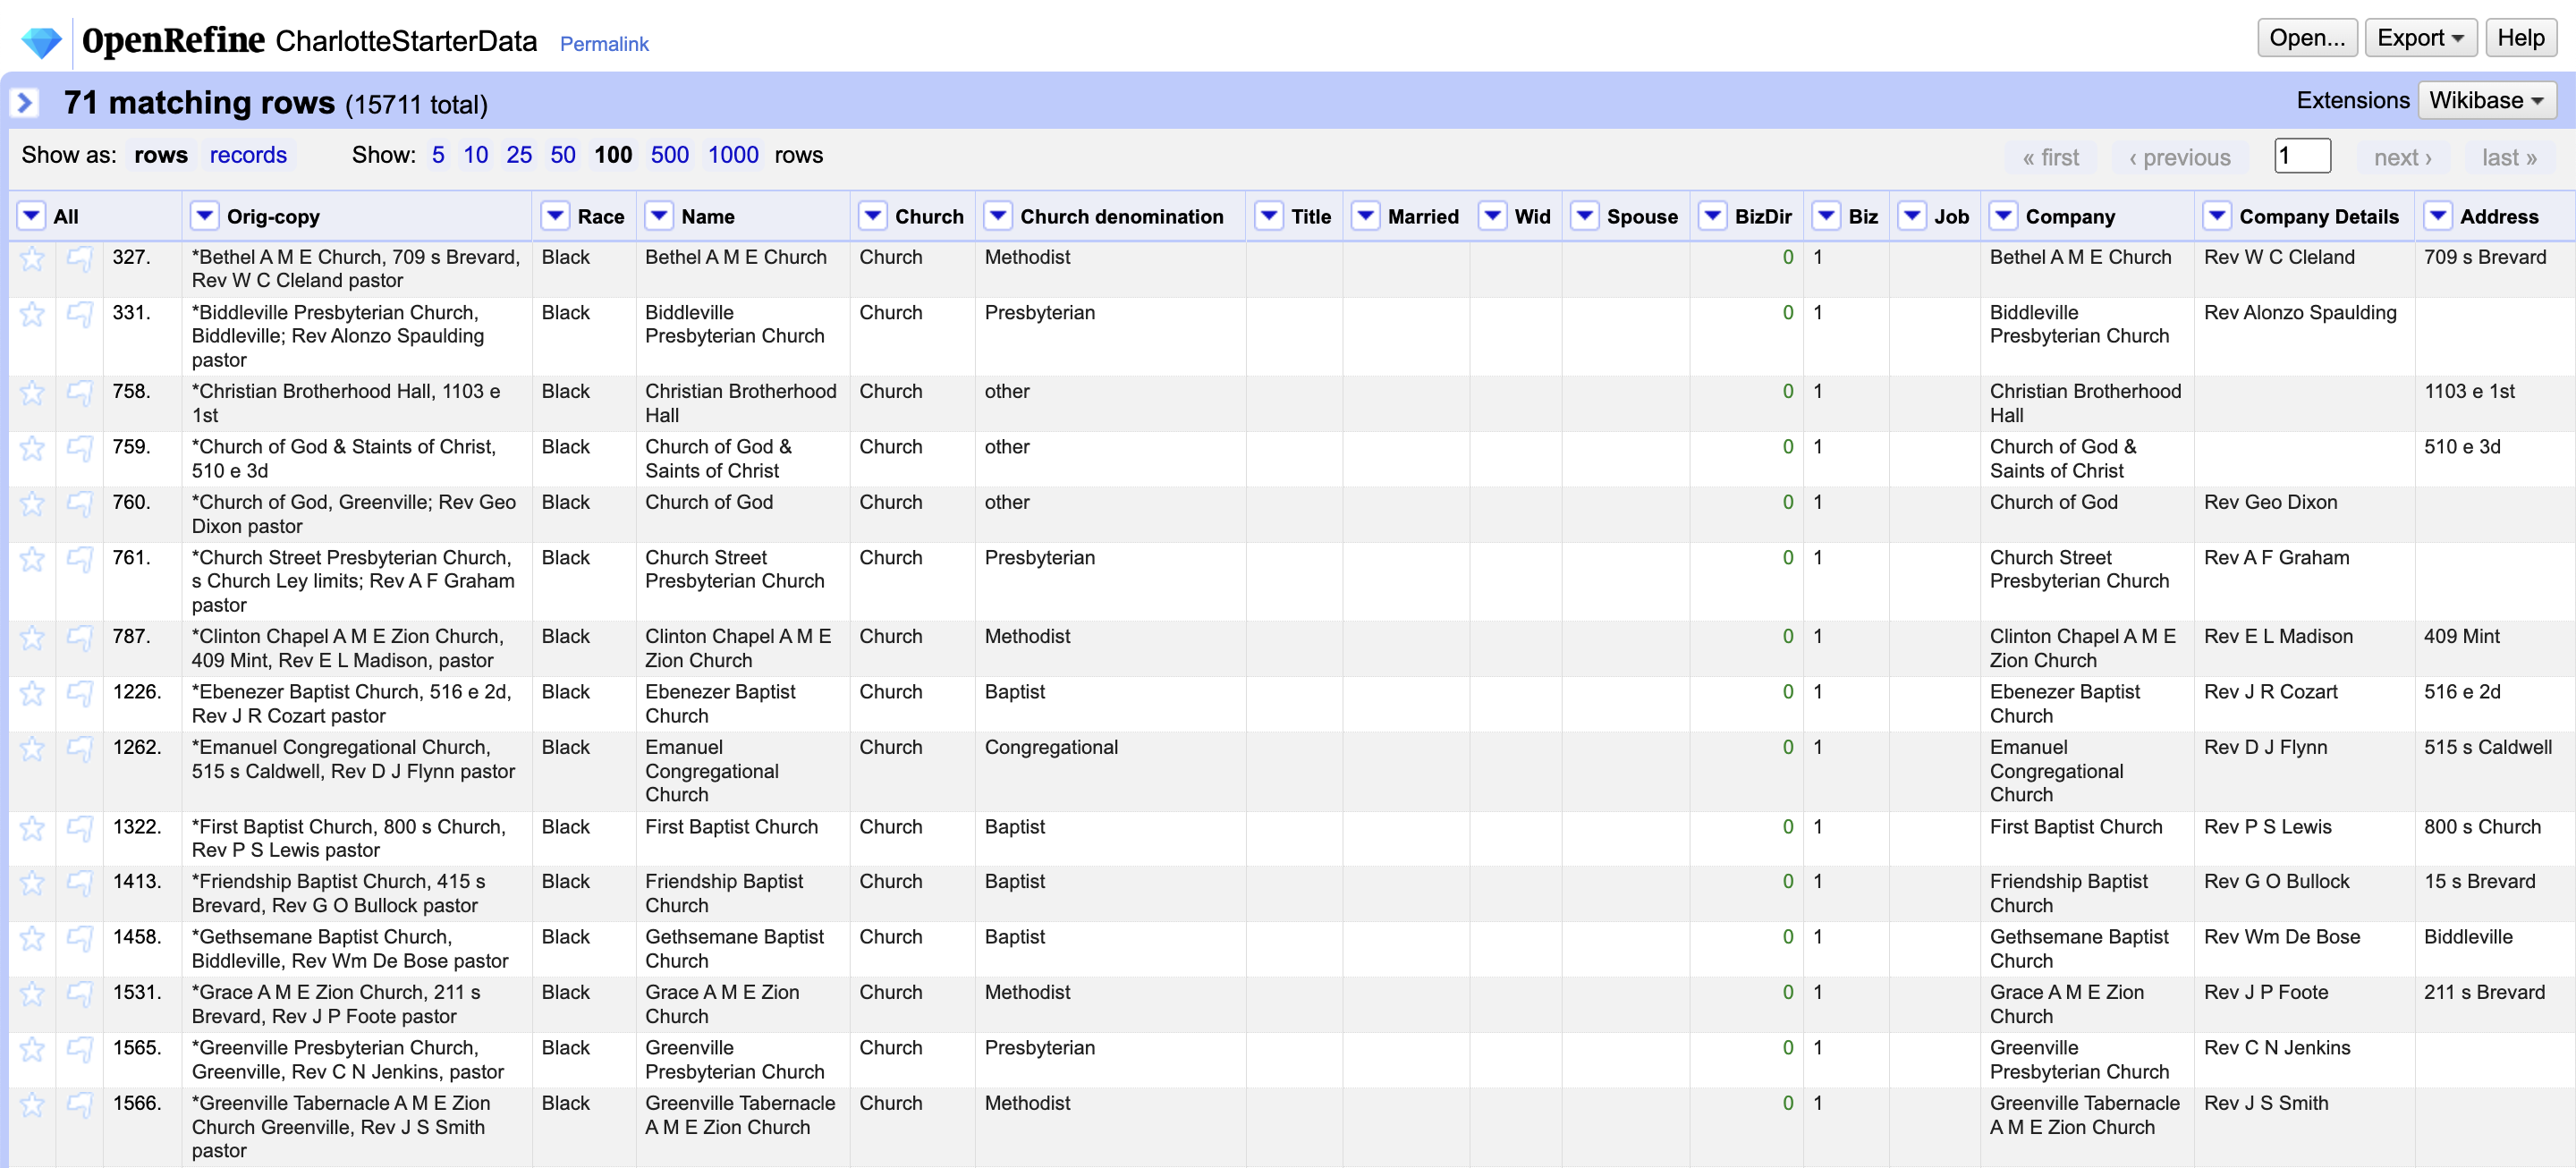 OpenRefine CharlotteStarterData Permalink Open... Export Help
71 matching rows (15711 total) Extensions Wikibase
Show as: rows records Show: 5 10 25 50 100 500 1000 rows « first ‹ previous 1 next › last »
All Orig-copy Race Name Church Church denomination Title Married Wid Spouse BizDir Biz Job Company Company Details Address
327. *Bethel A M E Church, 709 s Brevard, Black Bethel A M E Church Church Methodist 0 1 Bethel A M E Church Rev W C Cleland 709 s Brevard
Rev W C Cleland pastor
331. *Biddleville Presbyterian Church, Black Biddleville Church Presbyterian 0 1 Biddleville Rev Alonzo Spaulding
Biddleville; Rev Alonzo Spaulding Presbyterian Church Presbyterian Church
pastor
758. *Christian Brotherhood Hall, 1103 e Black Christian Brotherhood Church other 0 1 Christian Brotherhood 1103 e 1st
1st Hall Hall
759. *Church of God & Staints of Christ, Black Church of God & Church other 0 1 Church of God & 510 e 3d
510 e 3d Saints of Christ Saints of Christ
760. *Church of God, Greenville; Rev Geo Black Church of God Church other 0 1 Church of God Rev Geo Dixon
Dixon pastor
761. *Church Street Presbyterian Church, Black Church Street Church Presbyterian 0 1 Church Street Rev A F Graham
s Church Ley limits; Rev A F Graham Presbyterian Church Presbyterian Church
pastor
787. *Clinton Chapel A M E Zion Church, Black Clinton Chapel A M E Church Methodist 0 1 Clinton Chapel A M E Rev E L Madison 409 Mint
409 Mint, Rev E L Madison, pastor Zion Church Zion Church
1226. *Ebenezer Baptist Church, 516 e 2d, Black Ebenezer Baptist Church Baptist 0 1 Ebenezer Baptist Rev J R Cozart 516 e 2d
Rev J R Cozart pastor Church Church
1262. *Emanuel Congregational Church, Black Emanuel Church Congregational 0 1 Emanuel Rev D J Flynn 515 s Caldwell
515 s Caldwell, Rev D J Flynn pastor Congregational Congregational
Church Church
1322. *First Baptist Church, 800 s Church, Black First Baptist Church Church Baptist 0 1 First Baptist Church Rev P S Lewis 800 s Church
Rev P S Lewis pastor
1413. *Friendship Baptist Church, 415 s Black Friendship Baptist Church Baptist 0 1 Friendship Baptist Rev G O Bullock 15 s Brevard
Brevard, Rev G O Bullock pastor Church Church
1458. *Gethsemane Baptist Church, Black Gethsemane Baptist Church Baptist 0 1 Gethsemane Baptist Rev Wm De Bose Biddleville
Biddleville, Rev Wm De Bose pastor Church Church
1531. *Grace A M E Zion Church, 211 s Black Grace A M E Zion Church Methodist 0 1 Grace A M E Zion Rev J P Foote 211 s Brevard
Brevard, Rev J P Foote pastor Church Church
1565. *Greenville Presbyterian Church, Black Greenville Church Presbyterian 0 1 Greenville Rev C N Jenkins
Greenville, Rev C N Jenkins, pastor Presbyterian Church Presbyterian Church
1566. *Greenville Tabernacle A M E Zion Black Greenville Tabernacle Church Methodist 0 1 Greenville Tabernacle Rev J S Smith
Church Greenville, Rev J S Smith A M E Zion Church A M E Zion Church
pastor